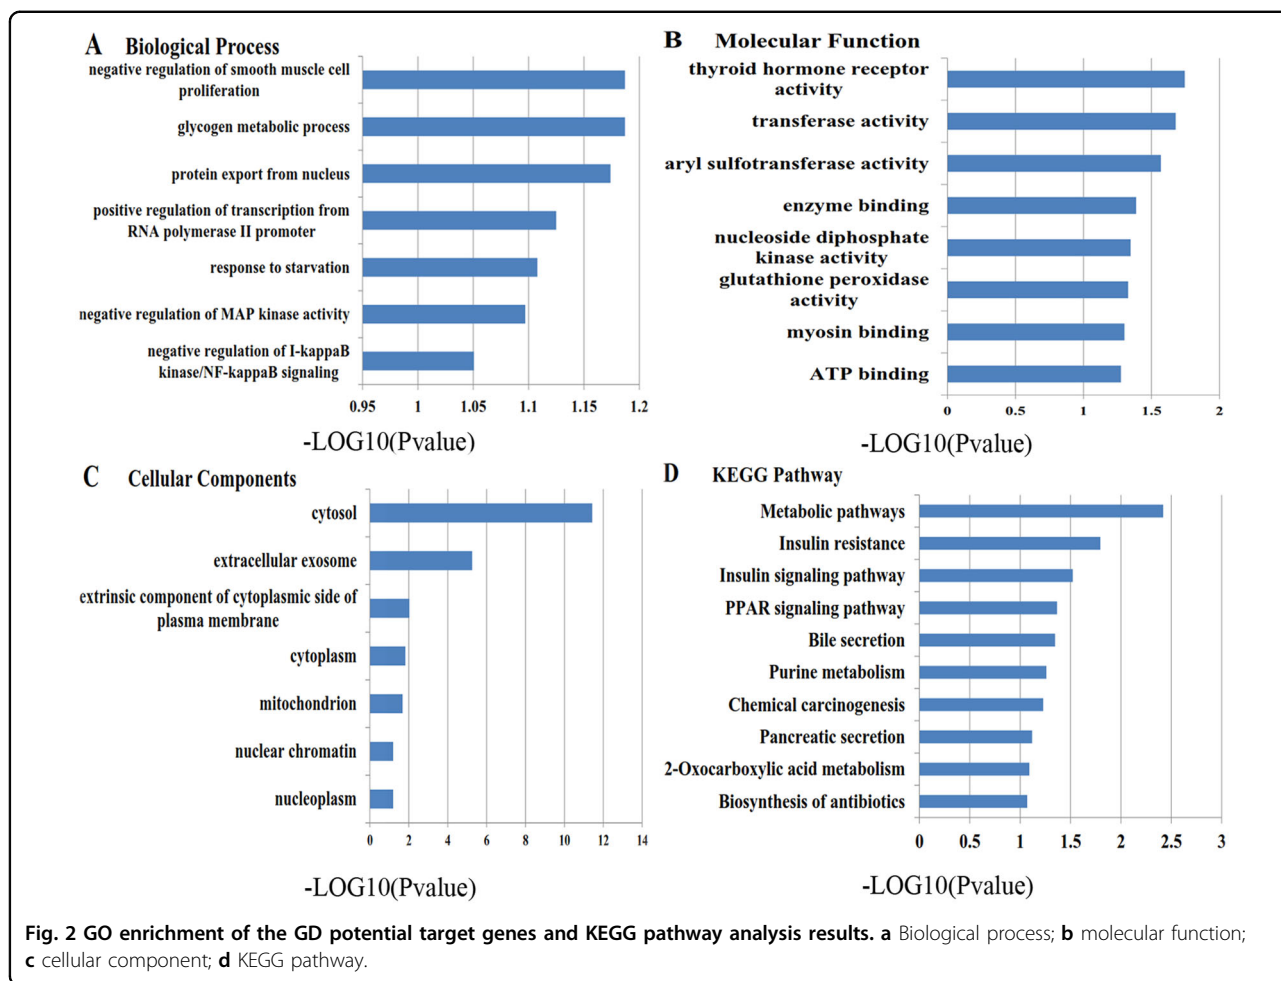 A Biological Process
negative regulation of smooth muscle cell
proliferation
glycogen metabolic process
protein export from nucleus
positive regulation of transcription from
RNA polymerase II promoter
response to starvation
negative regulation of MAP kinase activity
negative regulation of I-kappaB
kinase/NF-kappaB signaling
0.95 1 1.05 1.1 1.15 1.2
-LOG10(Pvalue)
B Molecular Function
thyroid hormone receptor
activity
transferase activity
aryl sulfotransferase activity
enzyme binding
nucleoside diphosphate
kinase activity
glutathione peroxidase
activity
myosin binding
ATP binding
0 0.5 1 1.5 2
-LOG10(Pvalue)
C Cellular Components
cytosol
extracellular exosome
extrinsic component of cytoplasmic side of
plasma membrane
cytoplasm
mitochondrion
nuclear chromatin
nucleoplasm
0 2 4 6 8 10 12 14
-LOG10(Pvalue)
D KEGG Pathway
Metabolic pathways
Insulin resistance
Insulin signaling pathway
PPAR signaling pathway
Bile secretion
Purine metabolism
Chemical carcinogenesis
Pancreatic secretion
2-Oxocarboxylic acid metabolism
Biosynthesis of antibiotics
0 0.5 1 1.5 2 2.5 3
-LOG10(Pvalue)
Fig. 2 GO enrichment of the GD potential target genes and KEGG pathway analysis results. a Biological process; b molecular function;
c cellular component; d KEGG pathway.